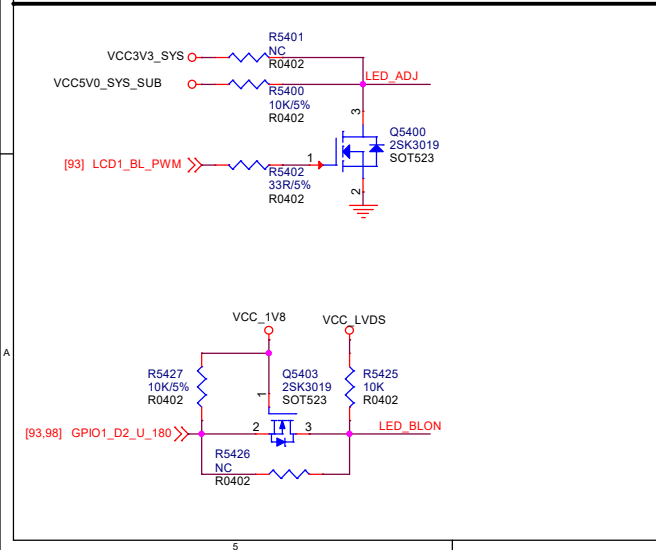 R5401
NC
VCC3V3_SYS
R0402
LED_ADJ
VCC5V0_SYS_SUB
R5400
10K/5%
R0402
3
Q5400
2SK3019
SOT523
1
[93] LCD1_BL_PWM
R5402
33R/5%
R0402
2
VCC_1V8
VCC_LVDS
A
R5427
10K/5%
R0402
1
Q5403
2SK3019
SOT523
R5425
10K
R0402
[93,98] GPIO1_D2_U_180
2
3
LED_BLON
R5426
NC
R0402
5